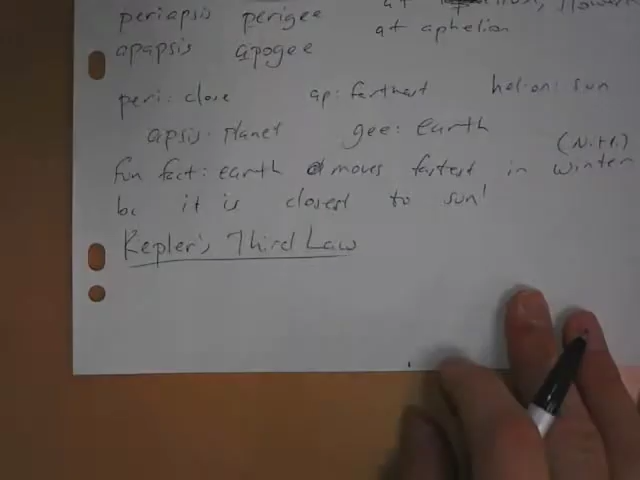 periapsis perigee at
apapsis apogee at aphelion
peri: close ap: farthest helion: sun
apsis: planet gee: earth
(N.H.)
fun fact: earth moves fastest in winter
bc it is closest to sun!
Kepler's Third Law